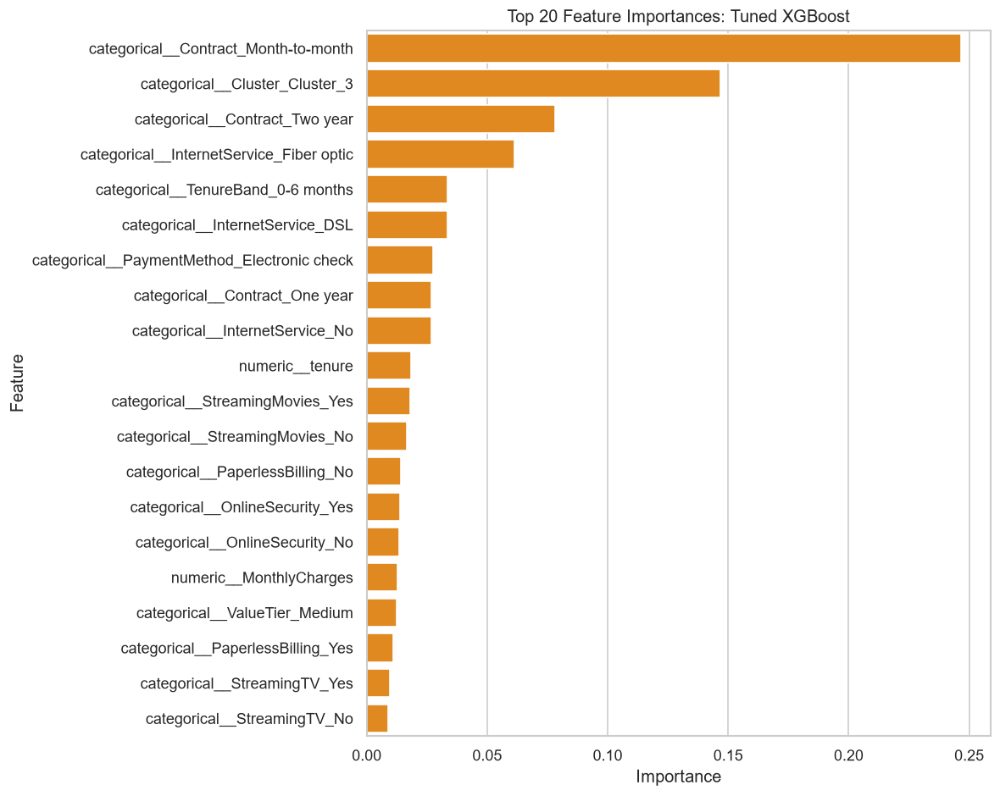 Top 20 Feature Importances: Tuned XGBoost
categorical__Contract_Month-to-month
categorical__Cluster_Cluster_3
categorical__Contract_Two year
categorical__InternetService_Fiber optic
categorical__TenureBand_0-6 months
categorical__InternetService_DSL
categorical__PaymentMethod_Electronic check
categorical__Contract_One year
categorical__InternetService_No
numeric__tenure
categorical__StreamingMovies_Yes
categorical__StreamingMovies_No
categorical__PaperlessBilling_No
categorical__OnlineSecurity_Yes
categorical__OnlineSecurity_No
numeric__MonthlyCharges
categorical__ValueTier_Medium
categorical__PaperlessBilling_Yes
categorical__StreamingTV_Yes
categorical__StreamingTV_No
Feature
0.00 0.05 0.10 0.15 0.20 0.25
Importance